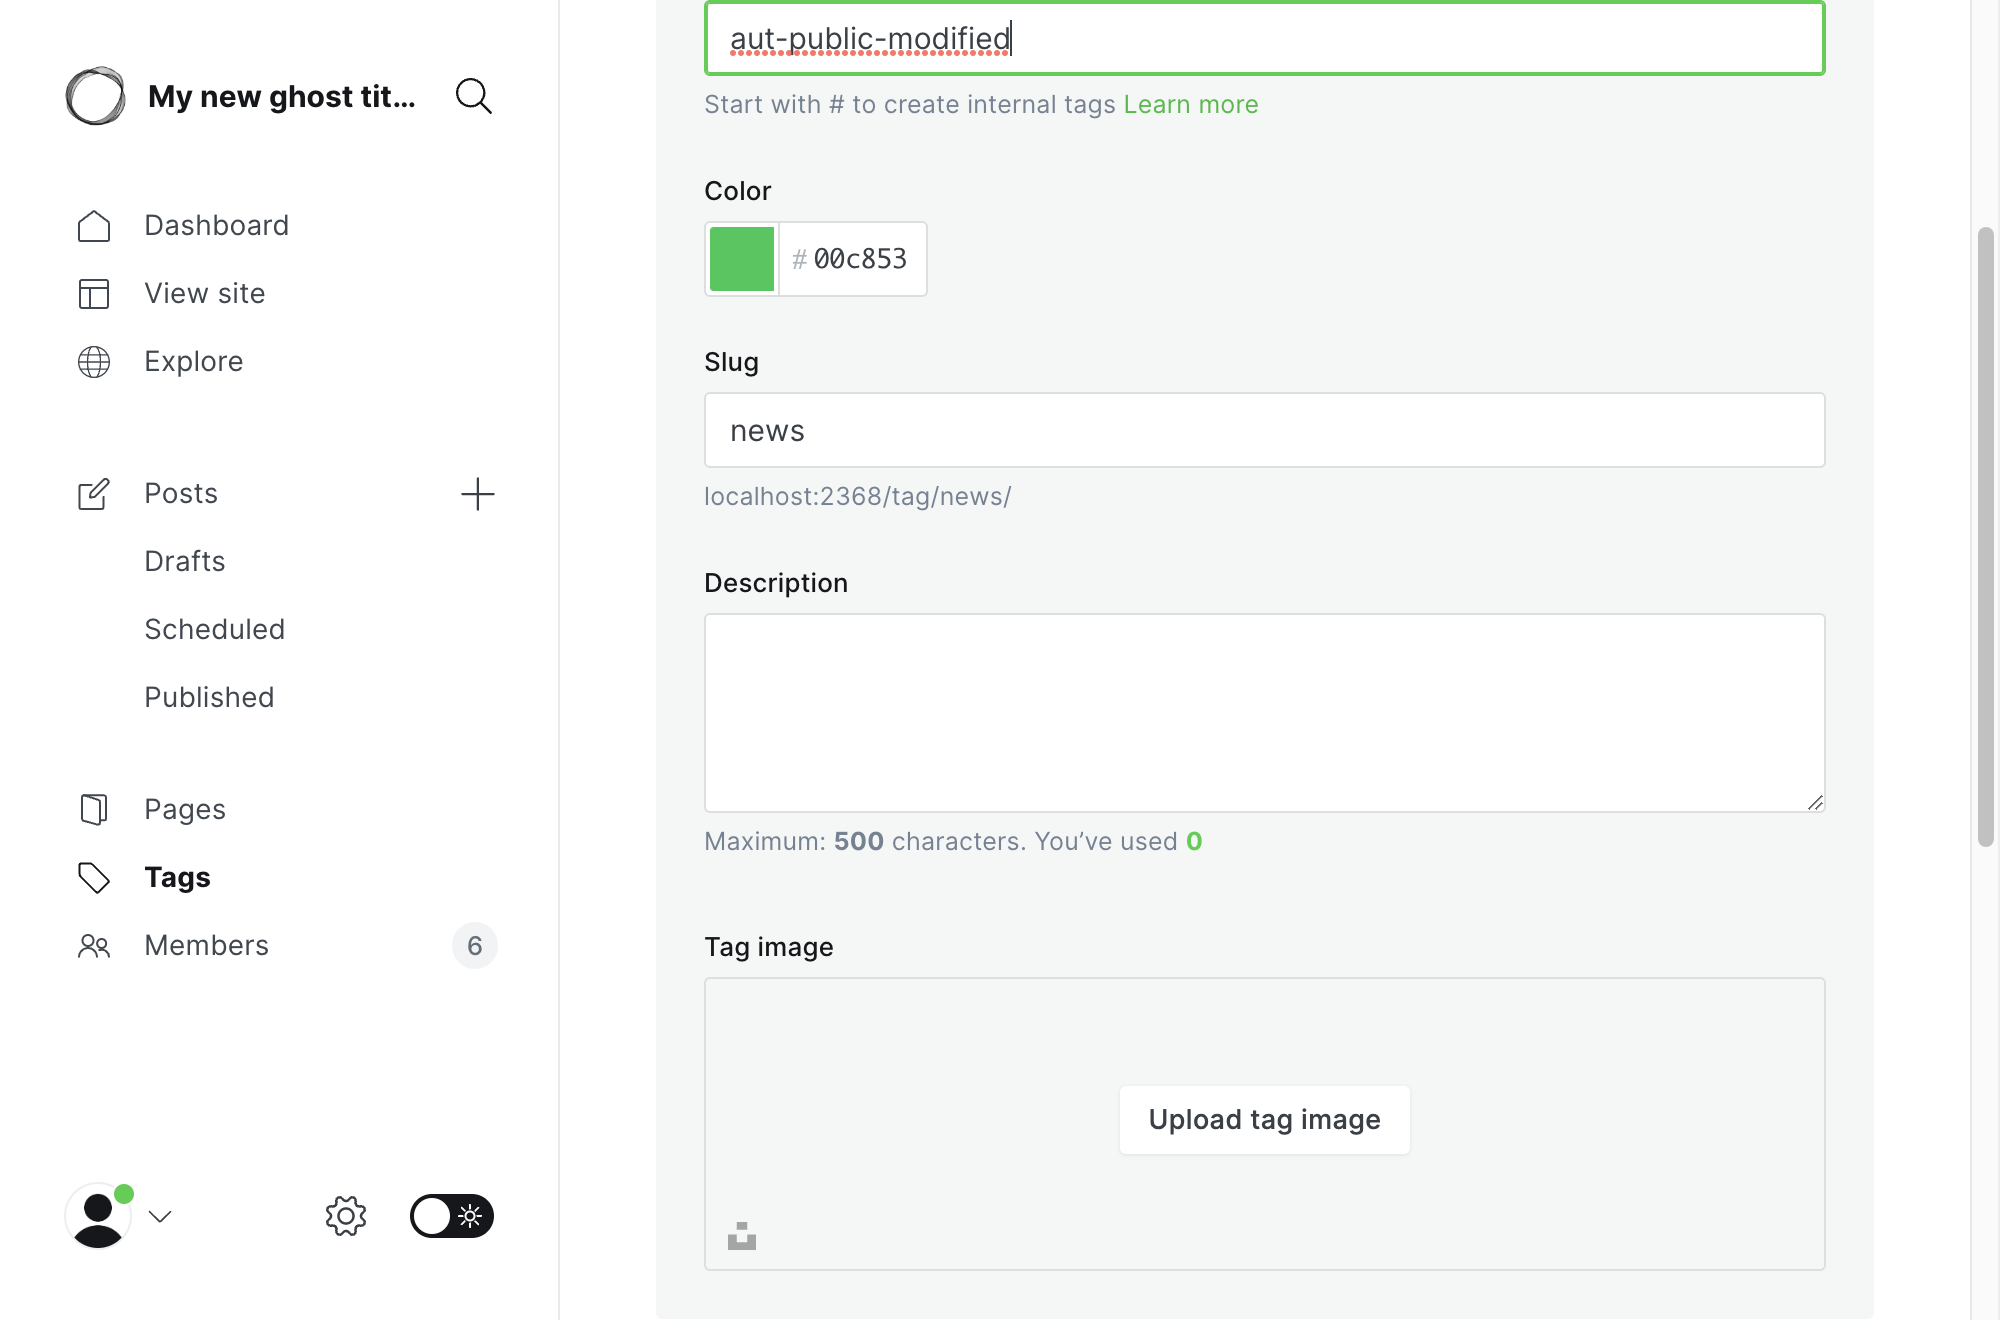 My new ghost tit...
Dashboard
View site
Explore
Posts
Drafts
Scheduled
Published
Pages
Tags
Members 6
aut-public-modified
Start with # to create internal tags Learn more
Color
# 00c853
Slug
news
localhost:2368/tag/news/
Description
Maximum: 500 characters. You’ve used 0
Tag image
Upload tag image